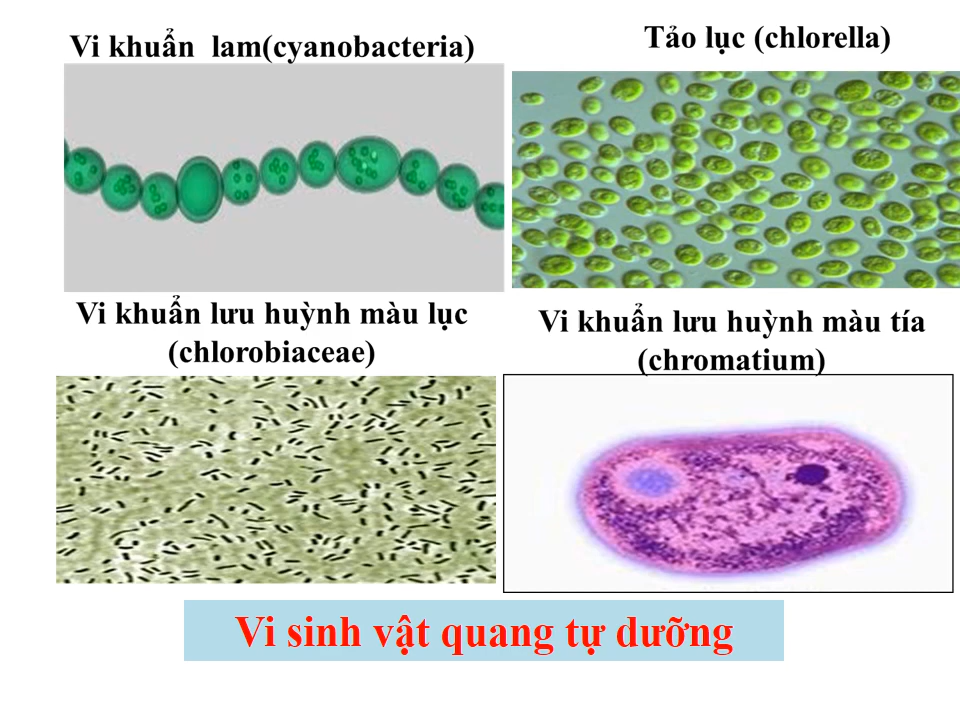 Vi khuẩn  lam(cyanobacteria)
Tảo lục (chlorella)
Vi khuẩn lưu huỳnh màu lục
(chlorobiaceae)
Vi khuẩn lưu huỳnh màu tía
(chromatium)
Vi sinh vật quang tự dưỡng